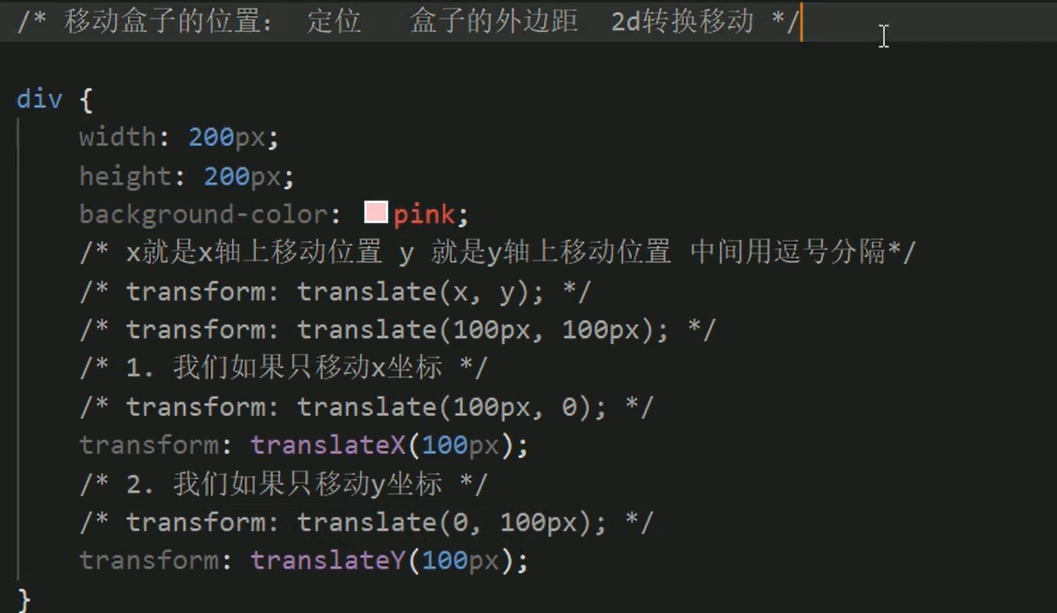 /* 移动盒子的位置： 定位   盒子的外边距  2d转换移动 */
div {
    width: 200px;
    height: 200px;
    background-color: pink;
    /* x就是x轴上移动位置 y 就是y轴上移动位置 中间用逗号分隔*/
    /* transform: translate(x, y); */
    /* transform: translate(100px, 100px); */
    /* 1. 我们如果只移动x坐标 */
    /* transform: translate(100px, 0); */
    transform: translateX(100px);
    /* 2. 我们如果只移动y坐标 */
    /* transform: translate(0, 100px); */
    transform: translateY(100px);
}